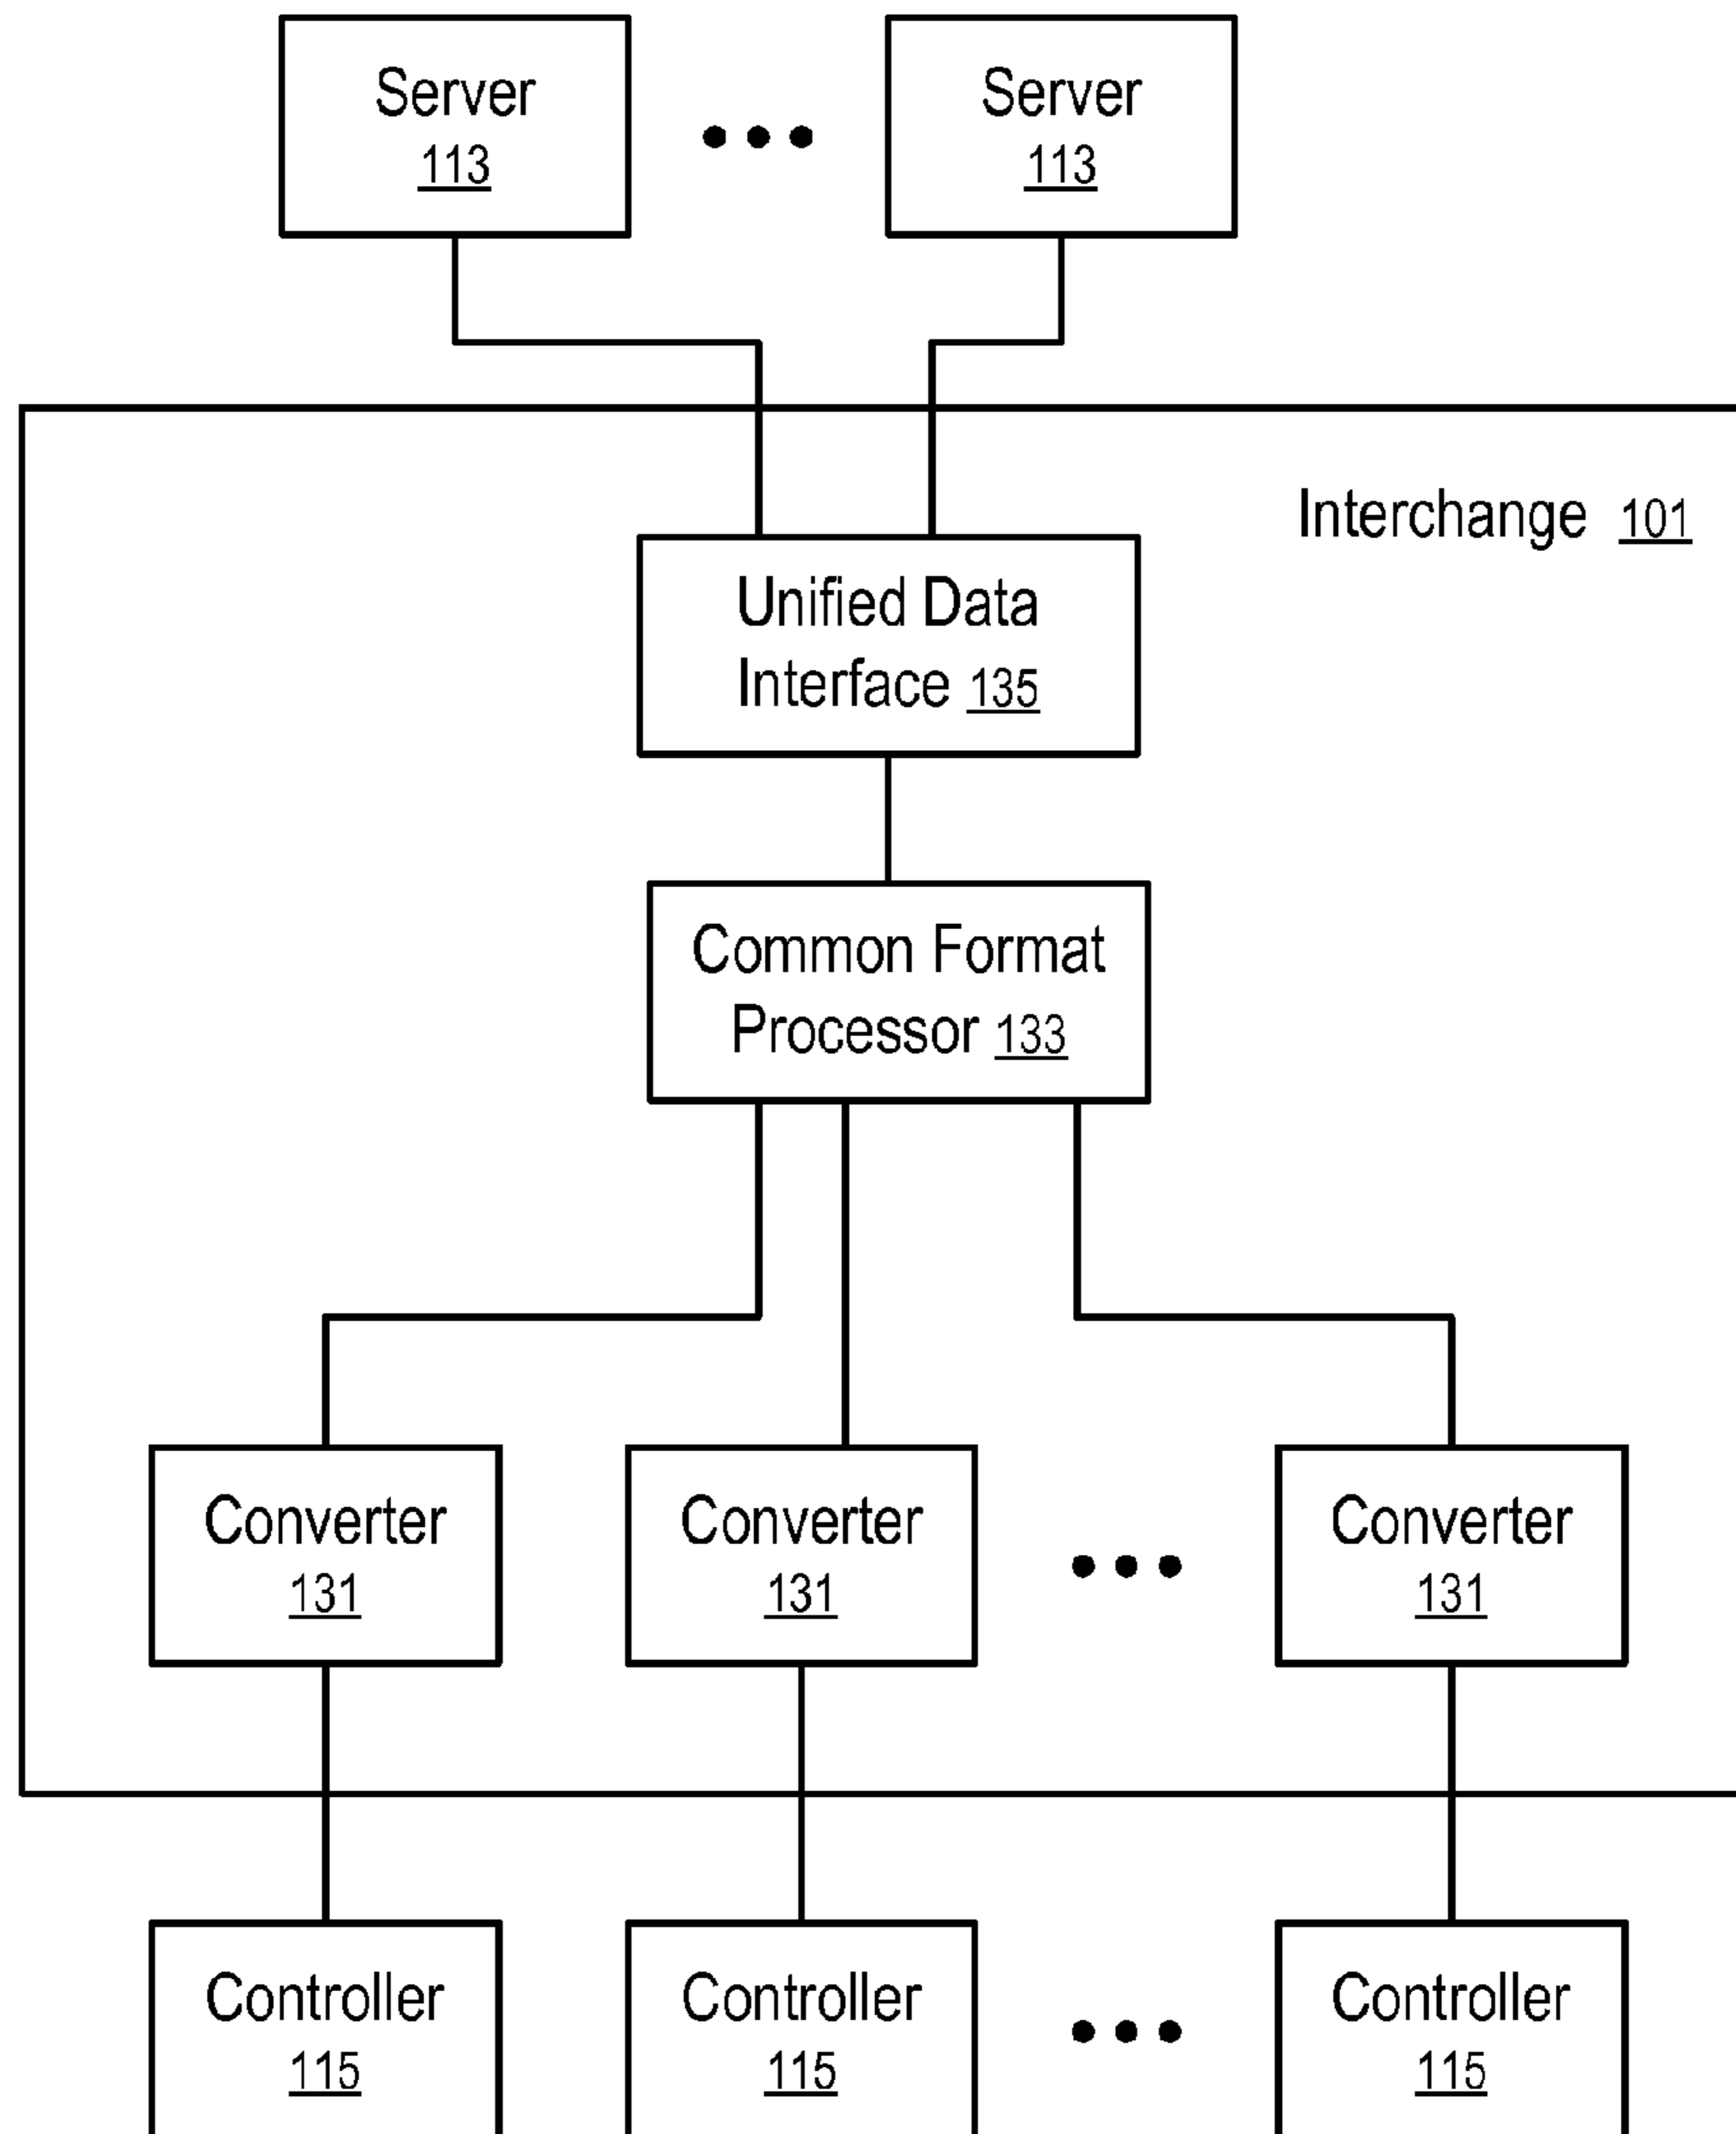 Server
113
Server
113
Interchange 101
Unified Data
Interface 135
Common Format
Processor 133
Converter
131
Converter
131
Converter
131
Controller
115
Controller
115
Controller
115